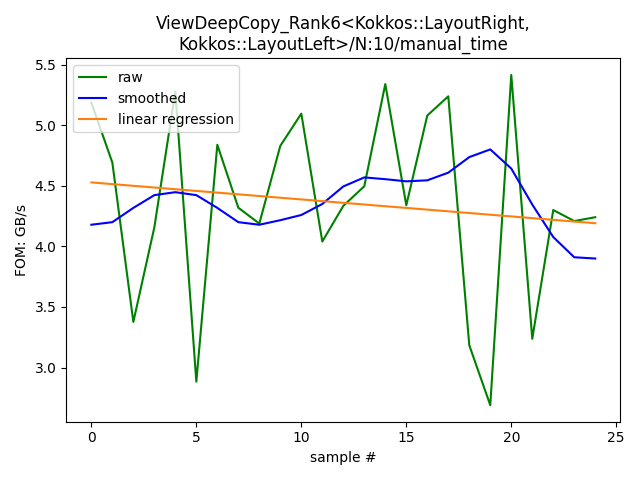 ViewDeepCopy_Rank6<Kokkos::LayoutRight,
Kokkos::LayoutLeft>/N:10/manual_time
raw
smoothed
linear regression
FOM: GB/s
5.5
5.0
4.5
4.0
3.5
3.0
0
5
10
15
20
25
sample #